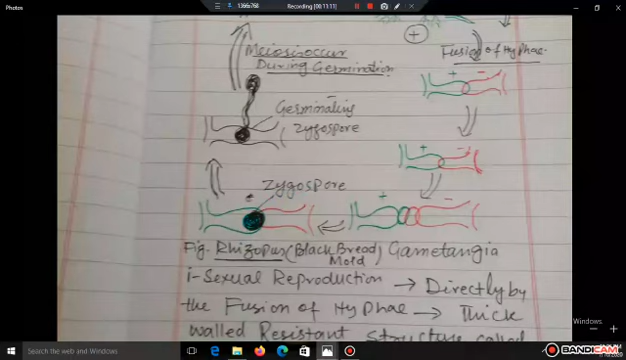 Photos
1366x768
Recording [00:11:11]
+
Meiosis occur
During Germination
Fusion of Hyphae
+ −
Germinating
Zygospore
+ −
Zygospore
+ −
Fig. Rhizopus (Black Bread Mold) Gametangia
i-Sexual Reproduction → Directly by
the Fusion of Hyphae → Thick
walled Resistant structure called
Windows
Search the web and Windows
BANDICAM